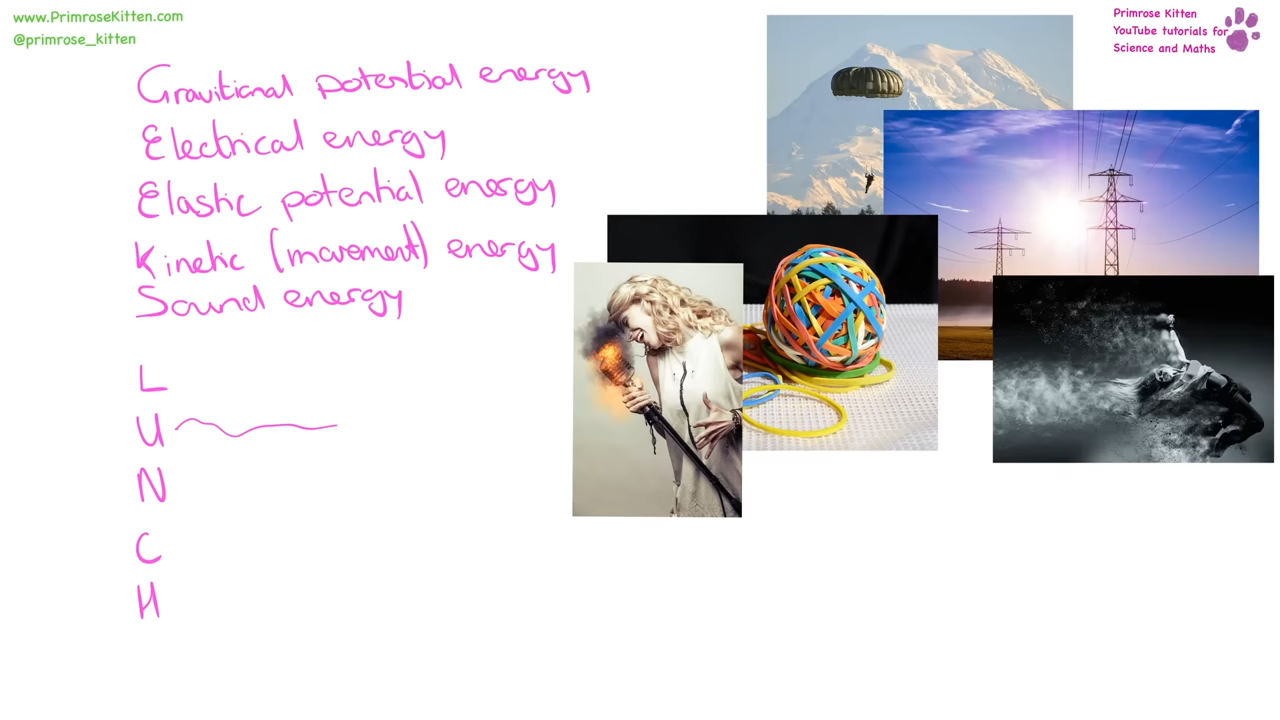 www.PrimroseKitten.com
@primrose_kitten
Primrose Kitten
YouTube tutorials for
Science and Maths
Gravitional potential energy
Electrical energy
Elastic potential energy
Kinetic (movement) energy
Sound energy
L
U
N
C
H